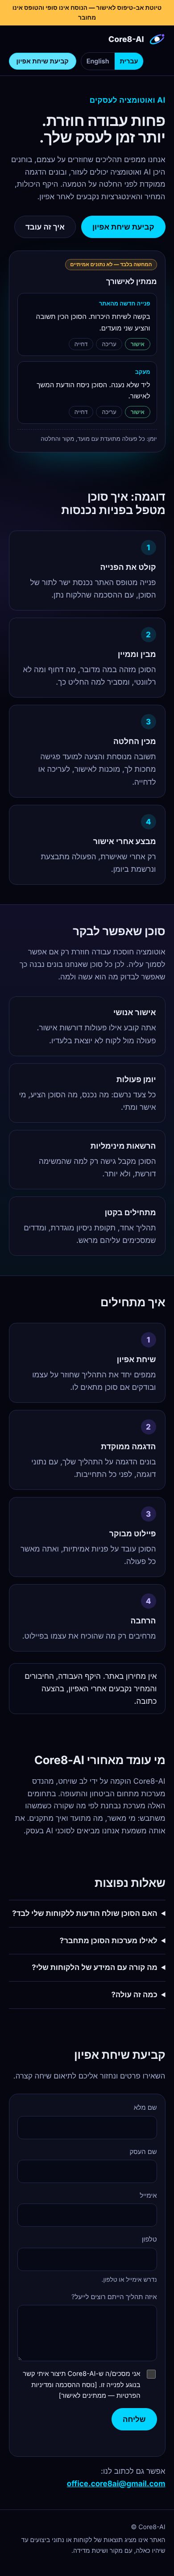 טיוטת אב-טיפוס לאישור — הנוסח אינו סופי והטופס אינו
מחובר
Core8-AI
עברית
English
קביעת שיחת אפיון
AI ואוטומציה לעסקים
פחות עבודה חוזרת.
יותר זמן לעסק שלך.
אנחנו ממפים תהליכים שחוזרים על עצמם, בונים
סוכן AI ואוטומציה סביבם, ומדגימים את העבודה
ממוקדת לפני החלטה על הטמעה. היקף היכולות,
המחיר והאינטגרציות נקבעים לאחר אפיון.
קביעת שיחת אפיון
איך זה עובד
המחשה בלבד — לא נתונים אמיתיים
ממתין לאישורך
פנייה חדשה מהאתר
בקשה לשיחת היכרות. הסוכן הכין תשובה
והציע שני מועדים.
אישור
עריכה
דחייה
מעקב
ליד שלא נענה. הסוכן ניסח הודעת המשך
לאישור.
אישור
עריכה
דחייה
יומן: כל פעולה מתועדת עם מועד, מקור והחלטה
דוגמה: איך סוכן
מטפל בפניות נכנסות
1
קולט את הפנייה
פנייה מטופס האתר נכנסת ישר לתור של
הסוכן, עם ההסכמה שהלקוח נתן.
2
מבין וממיין
הסוכן מזהה במה מדובר, מה דחוף ומה לא
רלוונטי, ומסביר למה החליט כך.
3
מכין החלטה
תשובה מנוסחת והצעה למועד פגישה
מחכות לך, מוכנות לאישור, לעריכה או
לדחייה.
4
מבצע אחרי אישור
רק אחרי שאישרת, הפעולה מתבצעת
ונרשמת ביומן.
סוכן שאפשר לבקר
אוטומציה חוסכת עבודה חוזרת רק אם אפשר
לסמוך עליה. לכן כל סוכן שאנחנו בונים נבנה כך
שאפשר לבדוק מה הוא עשה ולמה.
אישור אנושי
אתה קובע אילו פעולות דורשות אישור.
פעולה מול לקוח לא יוצאת בלעדיו.
יומן פעולות
כל צעד נרשם: מה נכנס, מה הסוכן הציע, מי
אישר ומתי.
הרשאות מינימליות
הסוכן מקבל גישה רק למה שהמשימה
דורשת, ולא יותר.
מתחילים בקטן
תהליך אחד, תקופת ניסיון מוגדרת, ומדדים
שמסכימים עליהם מראש.
איך מתחילים
1
שיחת אפיון
ממפים יחד את התהליך שחוזר על עצמו
ובודקים אם סוכן מתאים לו.
2
הדגמה ממוקדת
בונים הדגמה על התהליך שלך, עם נתוני
דוגמה, לפני כל התחייבות.
3
פיילוט מבוקר
הסוכן עובד על פניות אמיתיות, ואתה מאשר
כל פעולה.
4
הרחבה
מרחיבים רק מה שהוכיח את עצמו בפיילוט.
אין מחירון באתר. היקף העבודה, החיבורים
והמחיר נקבעים אחרי האפיון, בהצעה
כתובה.
מי עומד מאחורי Core8-AI
Core8-AI הוקמה על ידי לב שויחט, מהנדס
מערכות מתחום הביטחון והתעופה. בתחומים
האלה מערכת נבחנת לפי מה שקורה כשמשהו
משתבש: מי מאשר, מה מתועד ואיך מתקנים. את
אותה משמעת אנחנו מביאים לסוכני AI בעסק.
שאלות נפוצות
האם הסוכן שולח הודעות ללקוחות שלי לבד?
לאילו מערכות הסוכן מתחבר?
מה קורה עם המידע של הלקוחות שלי?
כמה זה עולה?
קביעת שיחת אפיון
השאירו פרטים ונחזור אליכם לתיאום שיחה קצרה.
שם מלא
שם העסק
אימייל
טלפון
נדרש אימייל או טלפון.
איזה תהליך הייתם רוצים לייעל?
אני מסכים/ה ש-Core8-AI תיצור איתי קשר
בנוגע לפנייה זו. [נוסח ההסכמה ומדיניות
הפרטיות — ממתינים לאישור]
שליחה
אפשר גם לכתוב לנו:
office.core8ai@gmail.com
© Core8-AI
האתר אינו מציג תוצאות של לקוחות או נתוני ביצועים עד
שיהיו כאלה, עם מקור ושיטת מדידה.